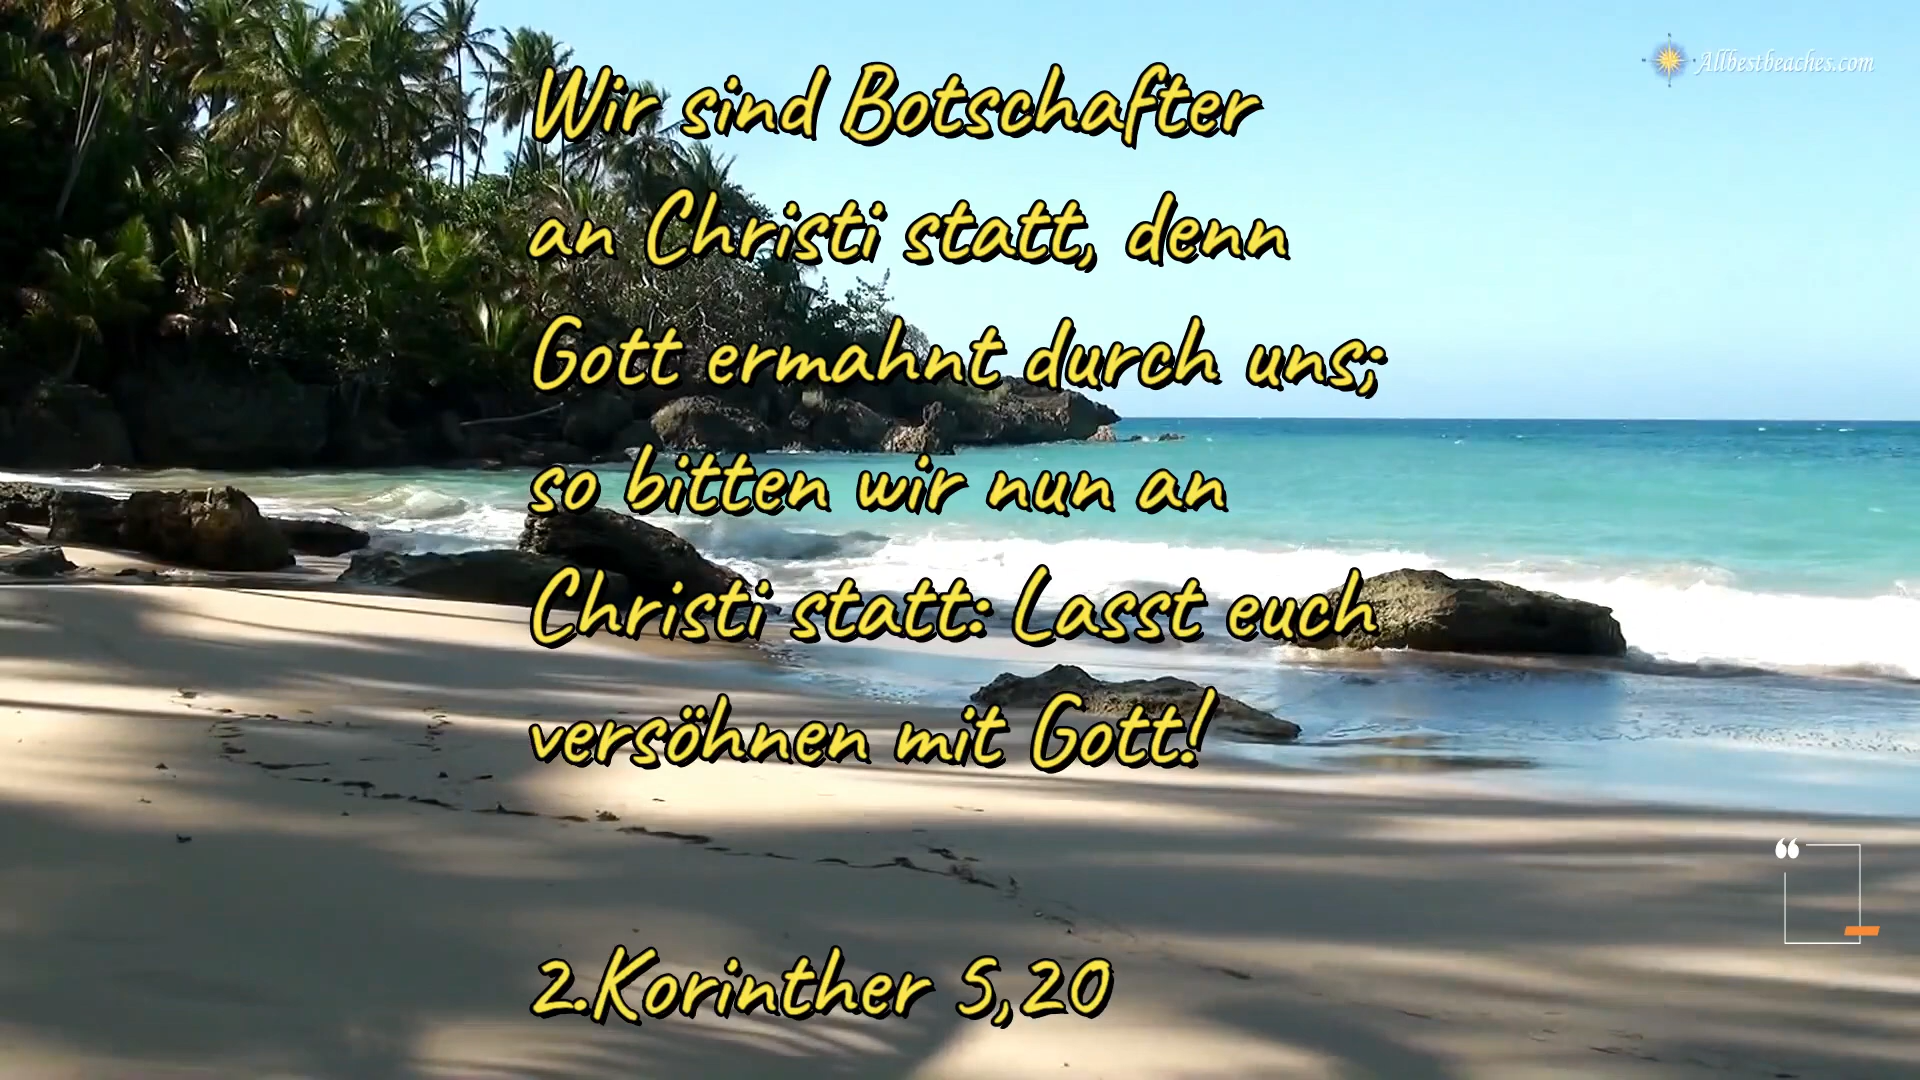 Allbestbeaches.com
Wir sind Botschafter
an Christi statt, denn
Gott ermahnt durch uns;
so bitten wir nun an
Christi statt: Lasst euch
versöhnen mit Gott!
2.Korinther 5,20